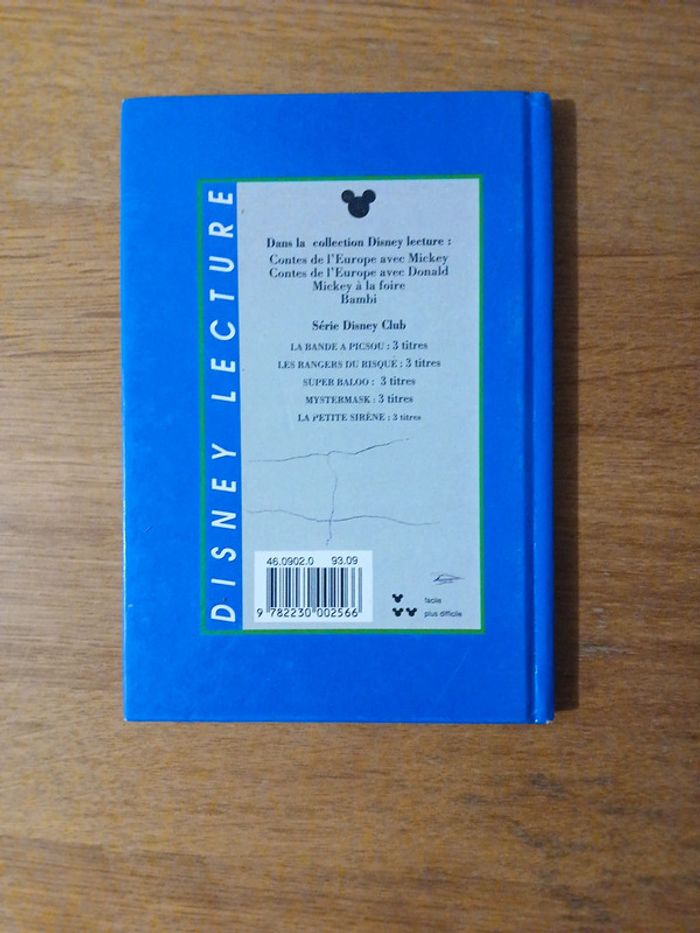 DISNEY LECTURE
Dans la collection Disney lecture :
Contes de l'Europe avec Mickey
Contes de l'Europe avec Donald
Mickey à la foire
Bambi
Série Disney Club
LA BANDE A PICSOU : 3 titres
LES RANGERS DU RISQUE : 3 titres
SUPER BALOO : 3 titres
MYSTERMASK : 3 titres
LA PETITE SIRÈNE : 3 titres
46.0902.0 93.09
9 782230 002566
facile
plus difficile